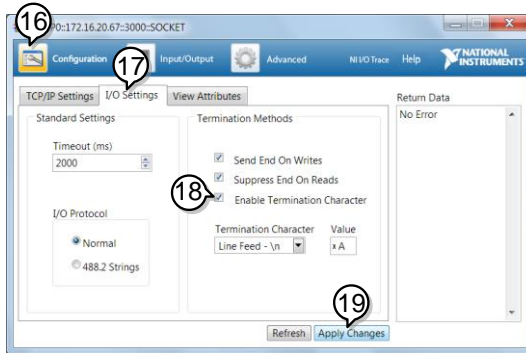 16
P0::172.16.20.67::3000::SOCKET
Configuration
Input/Output
Advanced
NI I/O Trace
Help
NATIONAL
INSTRUMENTS
17
TCP/IP Settings
I/O Settings
View Attributes
Return Data
Standard Settings
Termination Methods
No Error
Timeout (ms)
2000
Send End On Writes
Suppress End On Reads
18
Enable Termination Character
I/O Protocol
Normal
488.2 Strings
Termination Character
Value
Line Feed - \n
x A
19
Refresh
Apply Changes